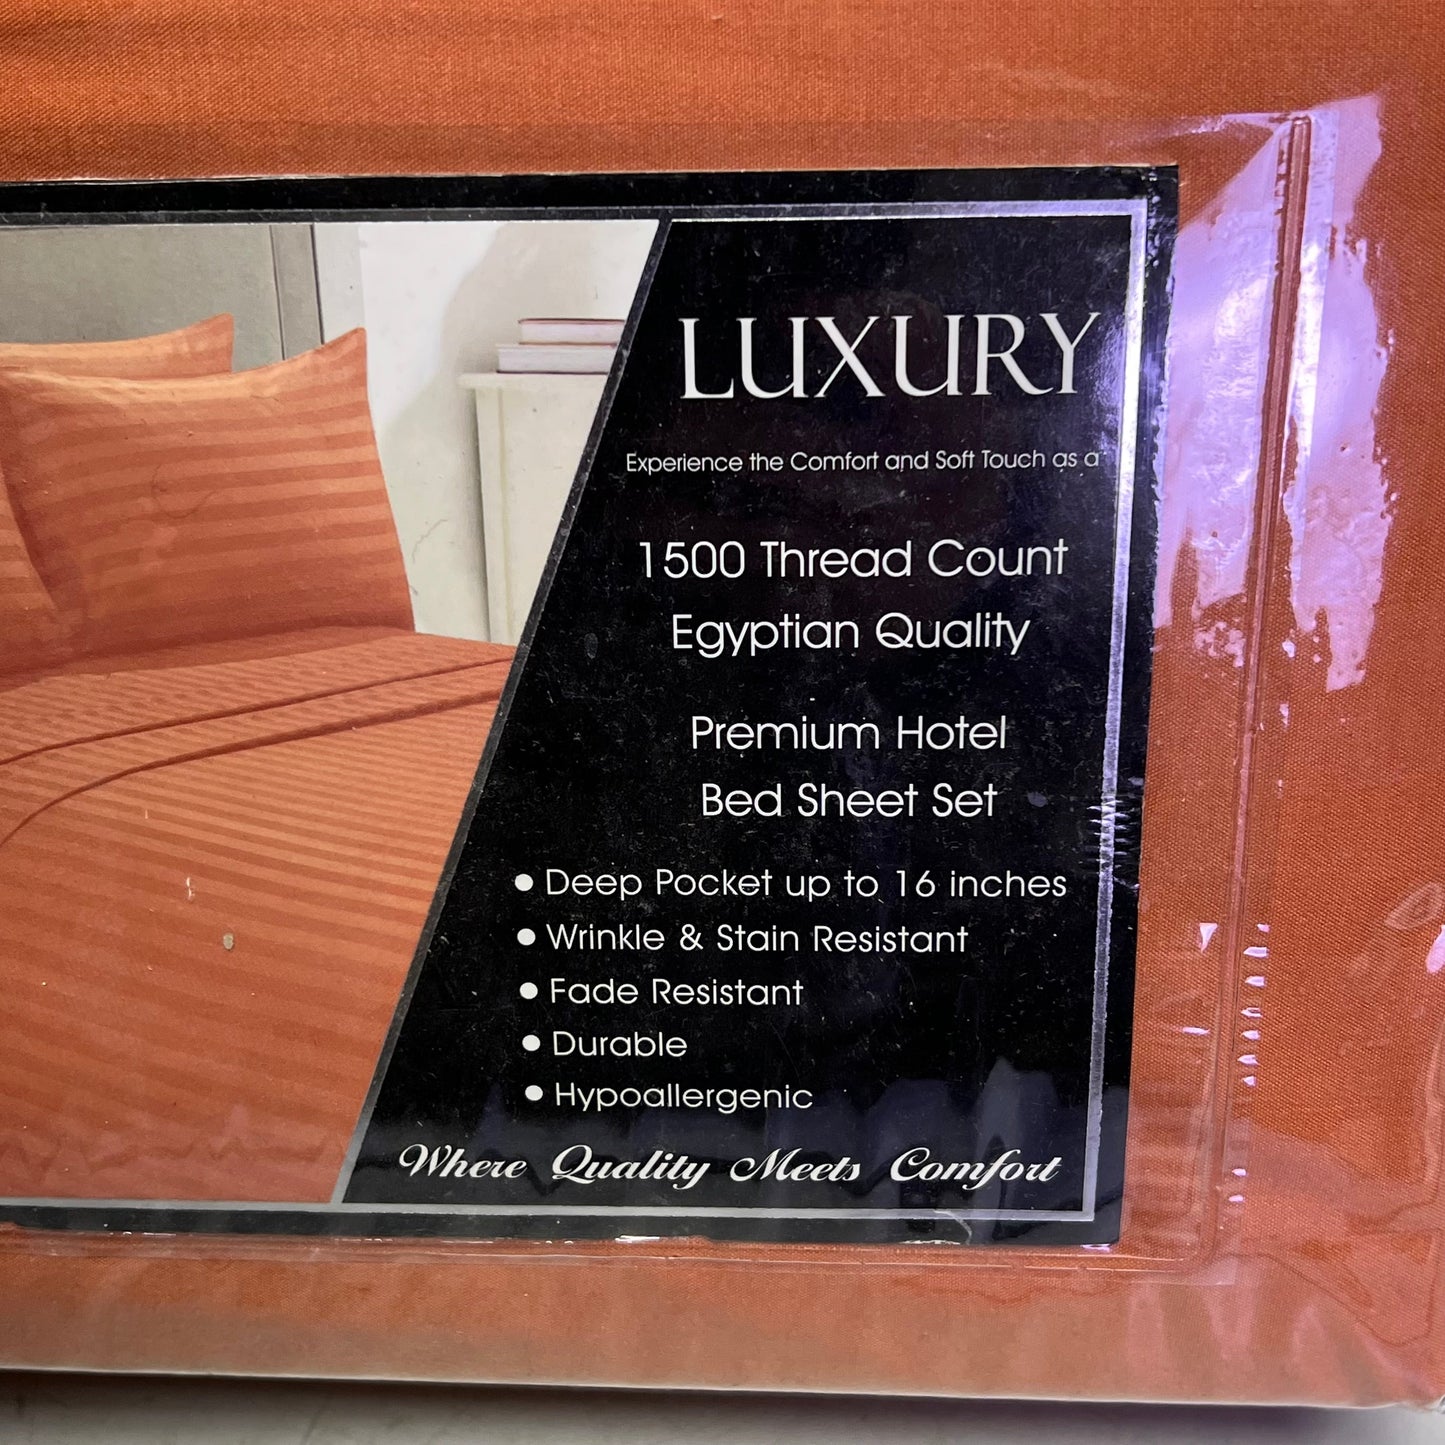 LUXURY
Experience the Comfort and Soft Touch as a
1500 Thread Count
Egyptian Quality
Premium Hotel
Bed Sheet Set
• Deep Pocket up to 16 inches
• Wrinkle & Stain Resistant
• Fade Resistant
• Durable
• Hypoallergenic
Where Quality Meets Comfort